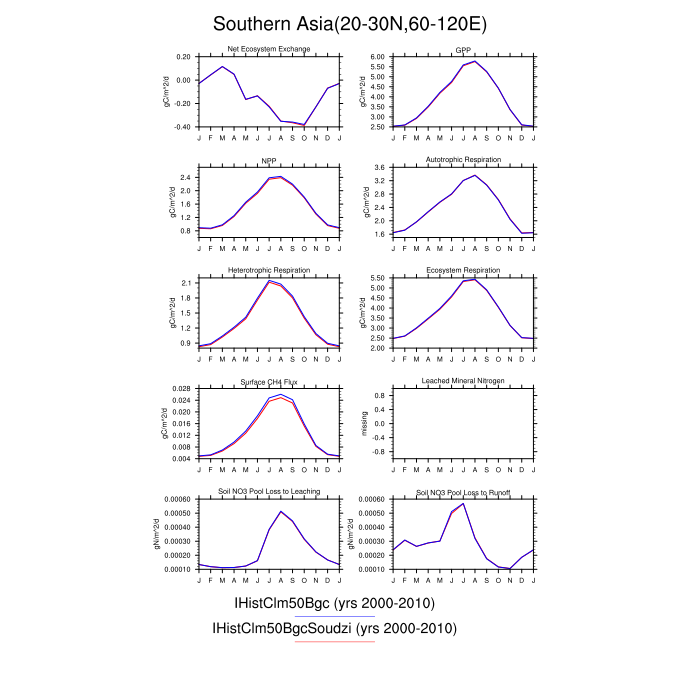 Southern Asia(20-30N,60-120E)
Net Ecosystem Exchange
gC/m^2/d
0.20
0.00
-0.20
-0.40
J F M A M J J A S O N D J
GPP
gC/m^2/d
6.00
5.50
5.00
4.50
4.00
3.50
3.00
2.50
J F M A M J J A S O N D J
NPP
gC/m^2/d
2.4
2.0
1.6
1.2
0.8
J F M A M J J A S O N D J
Autotrophic Respiration
gC/m^2/d
3.6
3.2
2.8
2.4
2.0
1.6
J F M A M J J A S O N D J
Heterotrophic Respiration
gC/m^2/d
2.1
1.8
1.5
1.2
0.9
J F M A M J J A S O N D J
Ecosystem Respiration
gC/m^2/d
5.50
5.00
4.50
4.00
3.50
3.00
2.50
2.00
J F M A M J J A S O N D J
Surface CH4 Flux
gC/m^2/d
0.028
0.024
0.020
0.016
0.012
0.008
0.004
J F M A M J J A S O N D J
Leached Mineral Nitrogen
missing
0.8
0.4
0.0
-0.4
-0.8
J F M A M J J A S O N D J
Soil NO3 Pool Loss to Leaching
gN/m^2/d
0.00060
0.00050
0.00040
0.00030
0.00020
0.00010
J F M A M J J A S O N D J
Soil NO3 Pool Loss to Runoff
gN/m^2/d
0.00060
0.00050
0.00040
0.00030
0.00020
0.00010
J F M A M J J A S O N D J
IHistClm50Bgc (yrs 2000-2010)
IHistClm50BgcSoudzi (yrs 2000-2010)